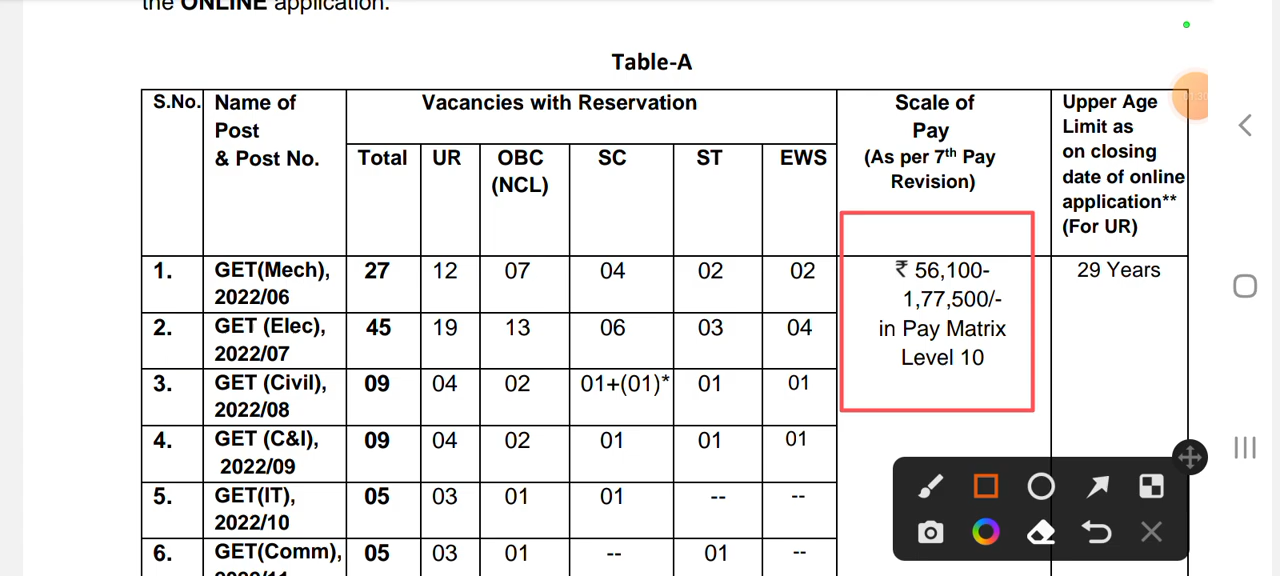 the ONLINE application.
Table-A
S.No. Name of Post & Post No. Vacancies with Reservation Scale of Pay (As per 7th Pay Revision) Upper Age Limit as on closing date of online application** (For UR)
Total UR OBC (NCL) SC ST EWS
1. GET(Mech), 2022/06 27 12 07 04 02 02 ₹ 56,100-1,77,500/- in Pay Matrix Level 10 29 Years
2. GET (Elec), 2022/07 45 19 13 06 03 04
3. GET (Civil), 2022/08 09 04 02 01+(01)* 01 01
4. GET (C&I), 2022/09 09 04 02 01 01 01
5. GET(IT), 2022/10 05 03 01 01 -- --
6. GET(Comm), 05 03 01 -- 01 --